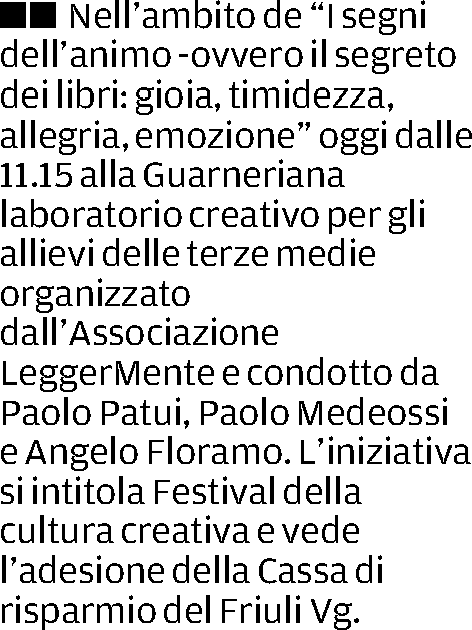 ■■ Nell’ambito de “I segni
dell’animo -ovvero il segreto
dei libri: gioia, timidezza,
allegria, emozione” oggi dalle
11.15 alla Guarneriana
laboratorio creativo per gli
allievi delle terze medie
organizzato
dall’Associazione
LeggerMente e condotto da
Paolo Patui, Paolo Medeossi
e Angelo Floramo. L’iniziativa
si intitola Festival della
cultura creativa e vede
l’adesione della Cassa di
risparmio del Friuli Vg.